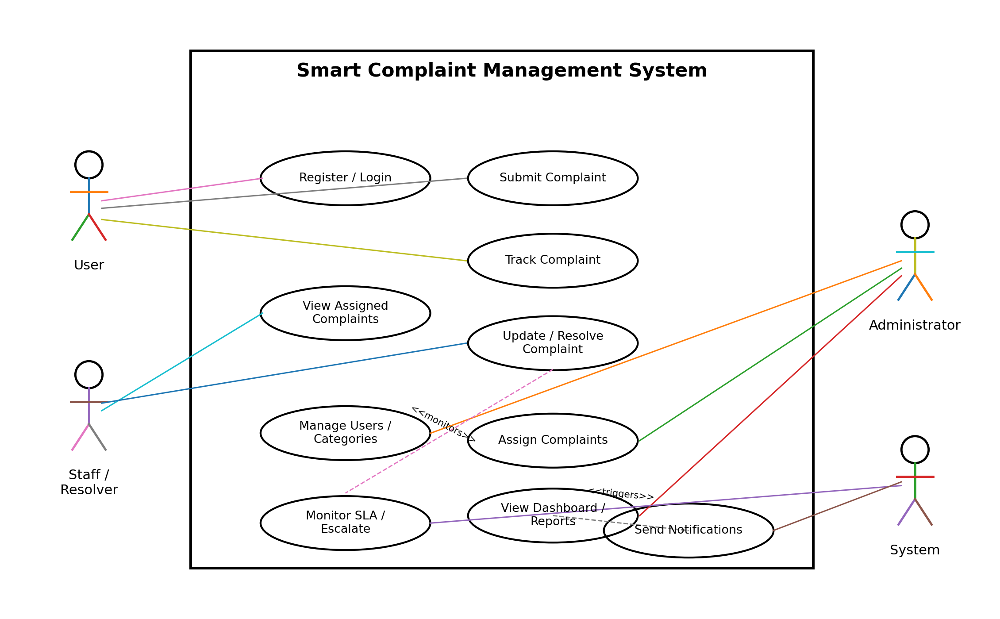 Smart Complaint Management System
Register / Login
Submit Complaint
User
Track Complaint
View Assigned
Complaints
Update / Resolve
Complaint
Administrator
<<monitors>>
Manage Users /
Categories
Assign Complaints
Staff /
Resolver
<<triggers>>
Monitor SLA /
Escalate
View Dashboard /
Reports
Send Notifications
System